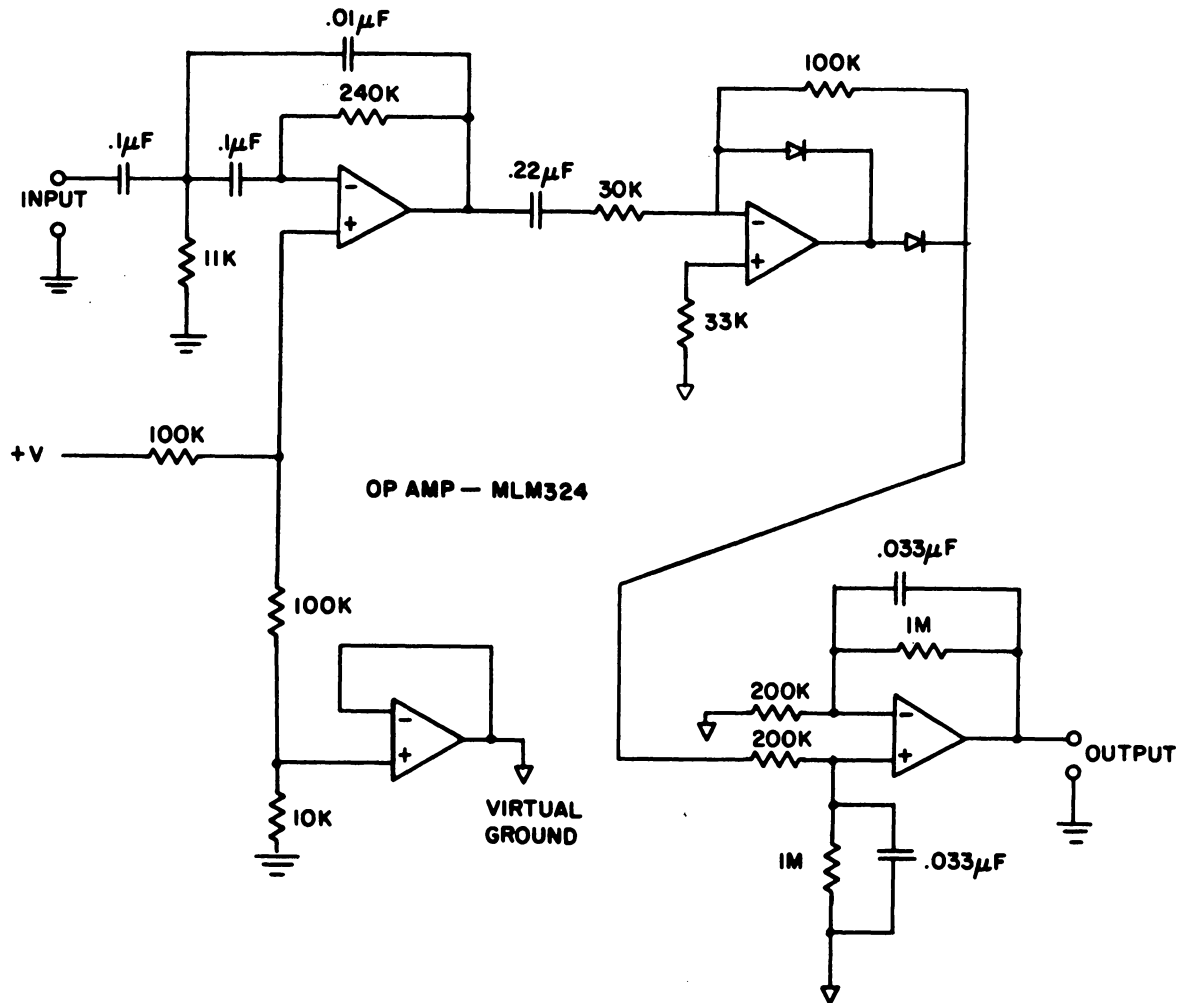 .01µF
240K
.1µF
.1µF
INPUT
11K
-
+
.22µF
30K
100K
-
+
33K
+V
100K
OP AMP — MLM324
100K
-
+
10K
VIRTUAL
GROUND
.033µF
1M
200K
200K
-
+
OUTPUT
1M
.033µF